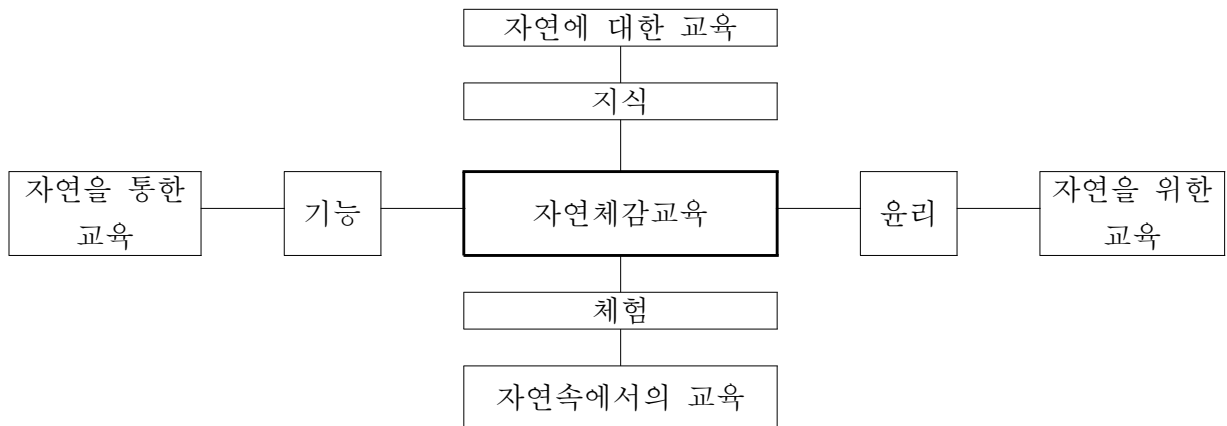 자연에 대한 교육
지식
자연을 통한
교육
기능
자연체감교육
윤리
자연을 위한
교육
체험
자연속에서의 교육